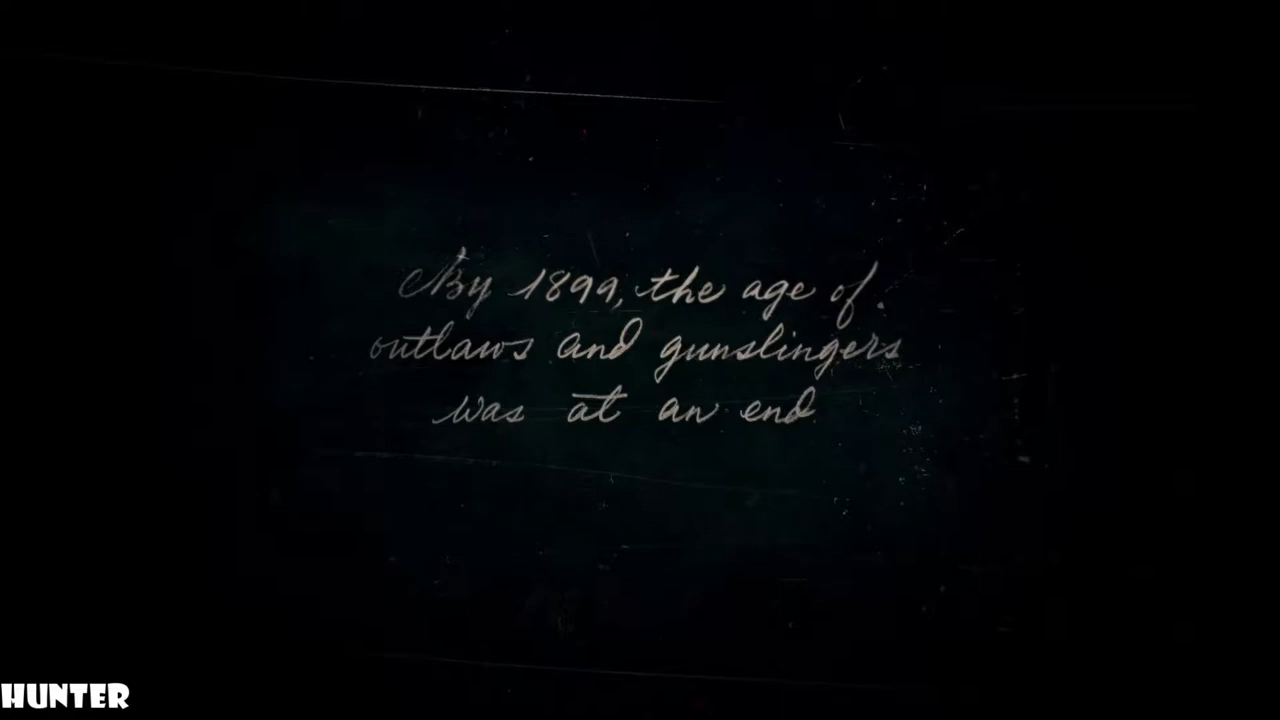 By 1899, the age of
outlaws and gunslingers
was at an end
HUNTER